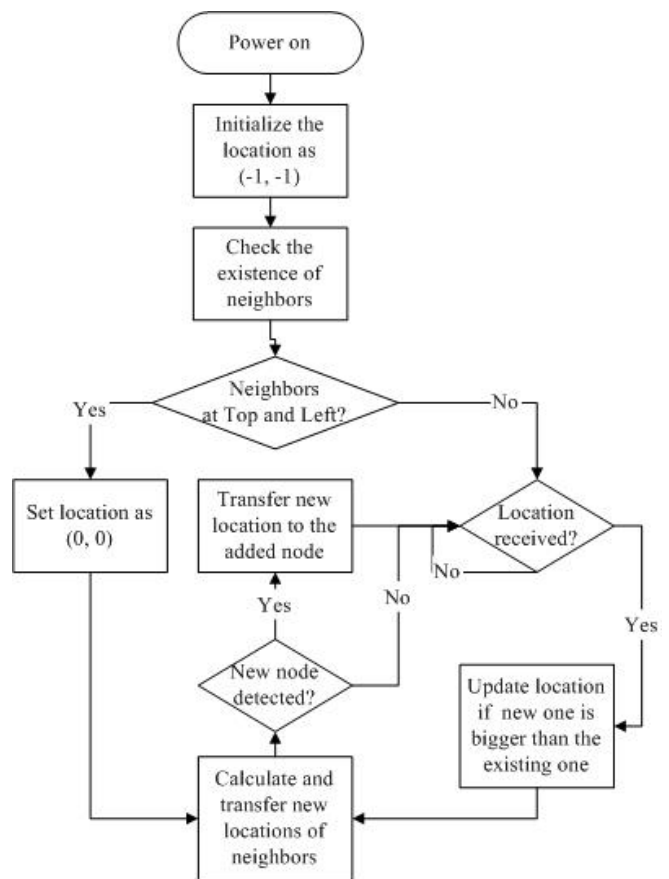 Power on
Initialize the
location as
(-1, -1)
Check the
existence of
neighbors
Neighbors
at Top and Left?
Yes
No
Set location as
(0, 0)
Transfer new
location to the
added node
Location
received?
No
No
Yes
Yes
New node
detected?
Update location
if new one is
bigger than the
existing one
Calculate and
transfer new
locations of
neighbors